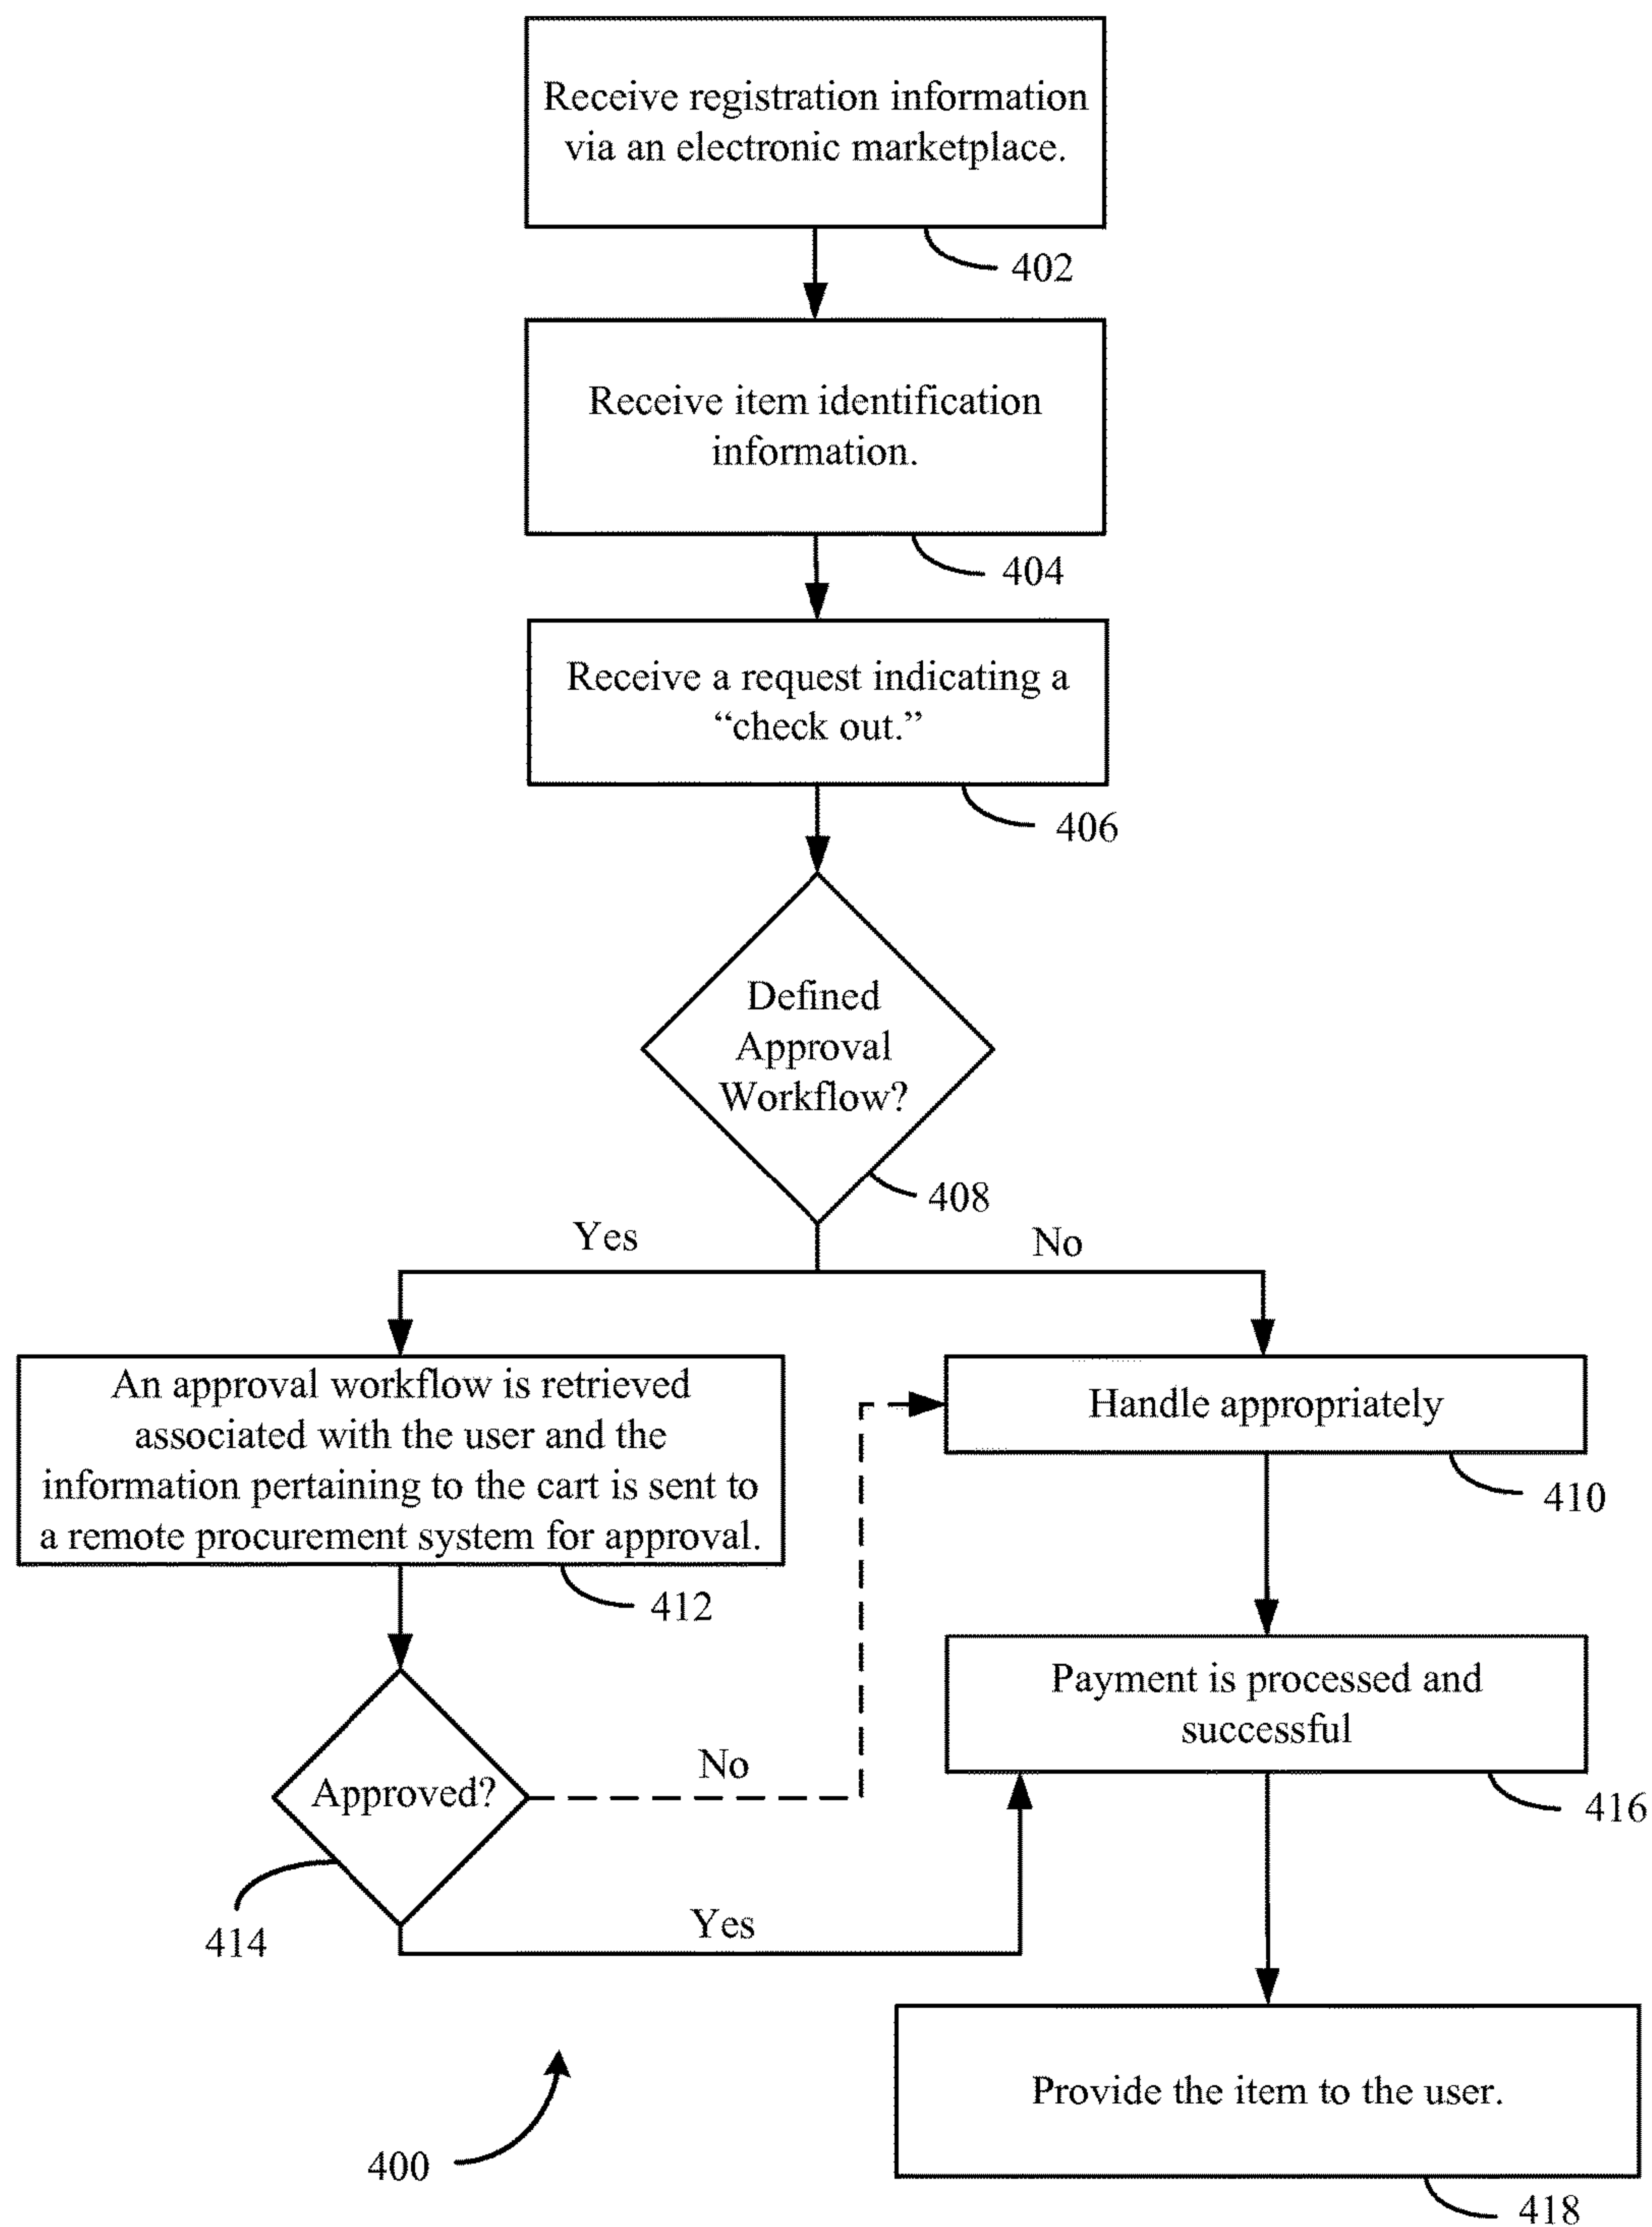 Receive registration information
via an electronic marketplace.
402
Receive item identification
information.
404
Receive a request indicating a
“check out.”
406
Defined
Approval
Workflow?
408
Yes
No
An approval workflow is retrieved
associated with the user and the
information pertaining to the cart is sent to
a remote procurement system for approval.
412
Handle appropriately
410
Payment is processed and
successful
416
Approved?
414
No
Yes
Provide the item to the user.
418
400